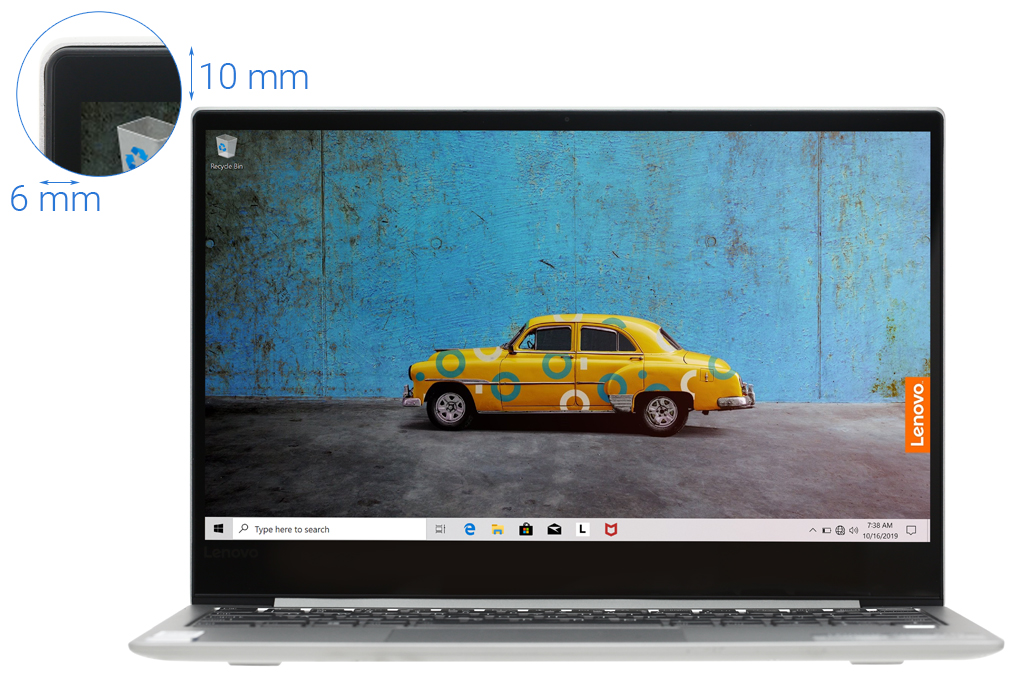 10 mm
6 mm
Recycle Bin
Lenovo
Type here to search
L
7:38 AM
10/16/2019
Lenovo